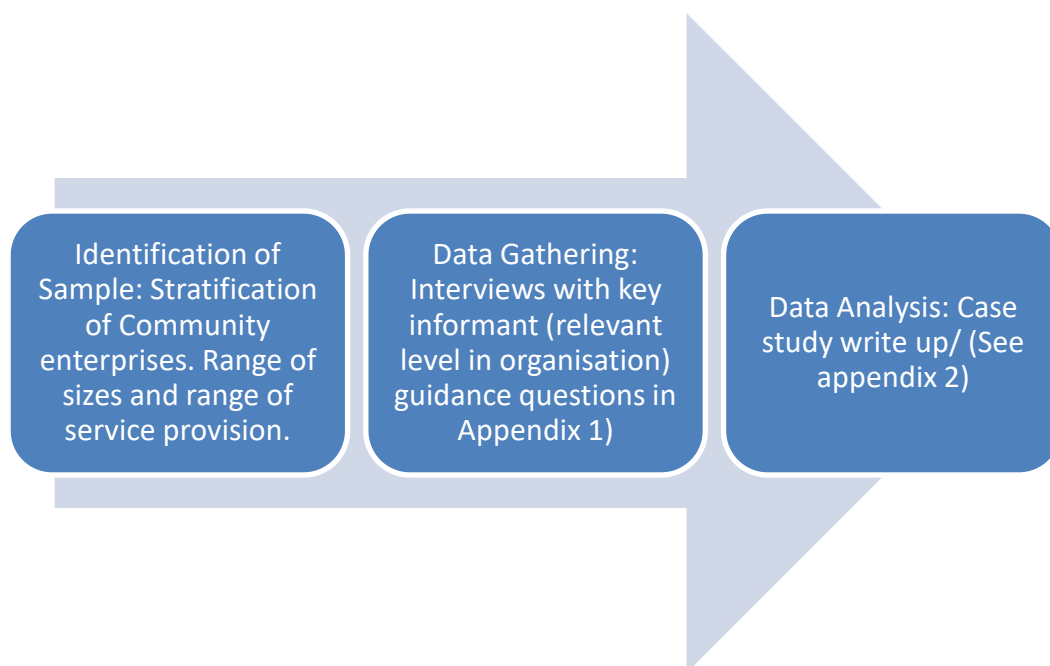 Identification of
Sample: Stratification
of Community
enterprises. Range of
sizes and range of
service provision.
Data Gathering:
Interviews with key
informant (relevant
level in organisation)
guidance questions in
Appendix 1)
Data Analysis: Case
study write up/ (See
appendix 2)